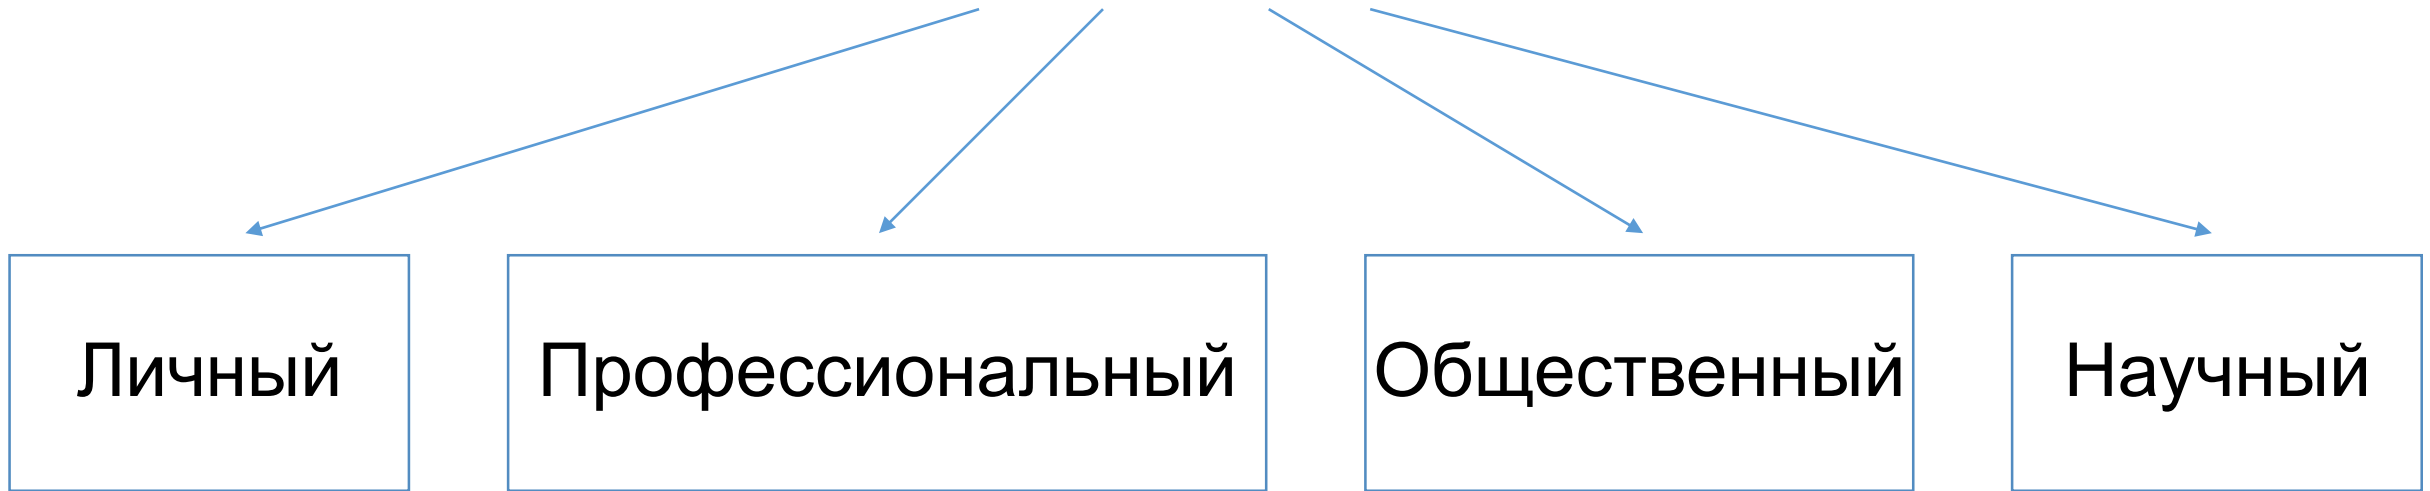 Личный
Профессиональный
Общественный
Научный